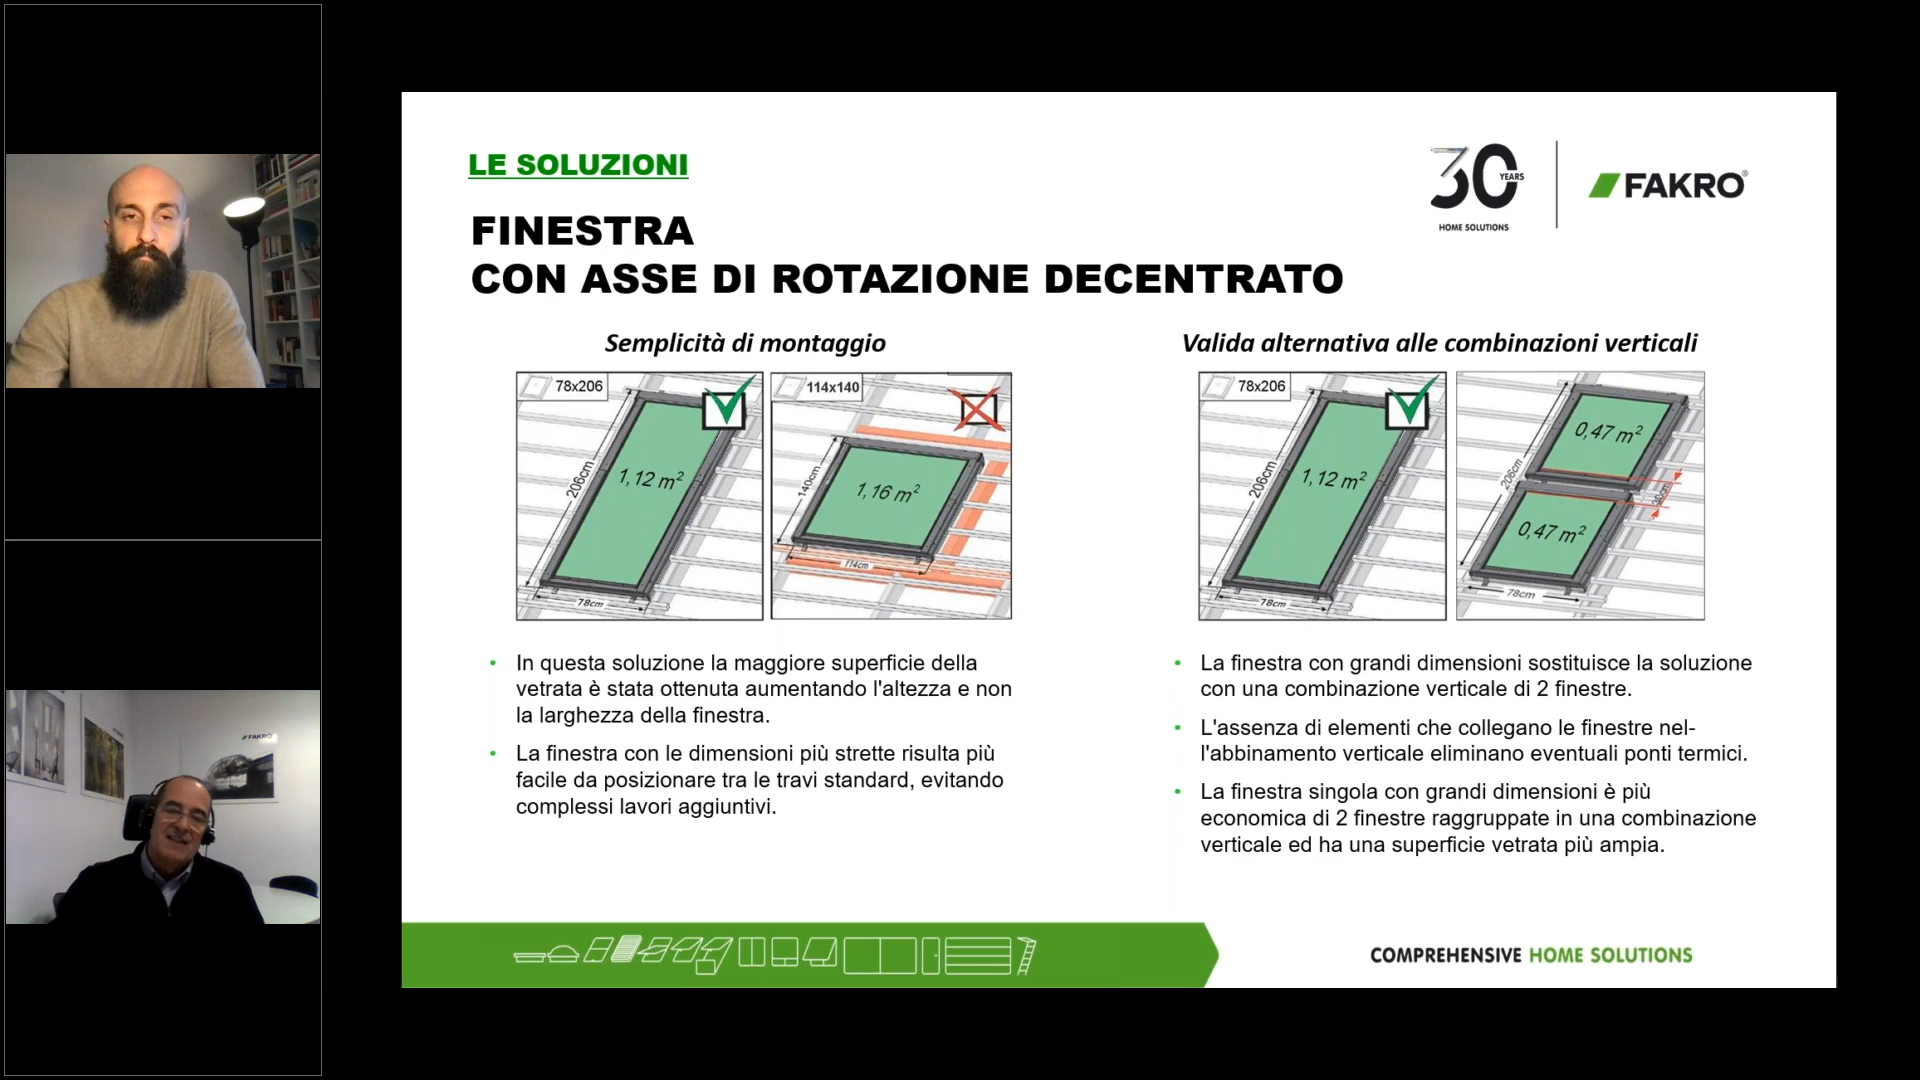 LE SOLUZIONI
30 YEARS
HOME SOLUTIONS
FAKRO®
FINESTRA
CON ASSE DI ROTAZIONE DECENTRATO
Semplicità di montaggio
78x206
206cm
1,12 m²
78cm
114x140
140cm
1,16 m²
114cm
In questa soluzione la maggiore superficie della
vetrata è stata ottenuta aumentando l'altezza e non
la larghezza della finestra.
La finestra con le dimensioni più strette risulta più
facile da posizionare tra le travi standard, evitando
complessi lavori aggiuntivi.
Valida alternativa alle combinazioni verticali
78x206
206cm
1,12 m²
78cm
206cm
0,47 m²
0,47 m²
78cm
La finestra con grandi dimensioni sostituisce la soluzione
con una combinazione verticale di 2 finestre.
L'assenza di elementi che collegano le finestre nel-
l'abbinamento verticale eliminano eventuali ponti termici.
La finestra singola con grandi dimensioni è più
economica di 2 finestre raggruppate in una combinazione
verticale ed ha una superficie vetrata più ampia.
COMPREHENSIVE HOME SOLUTIONS
FAKRO